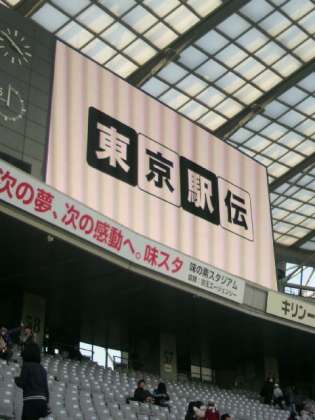 東京駅伝
次の夢、次の感動へ。味スタ
味の素スタジアム
キリン